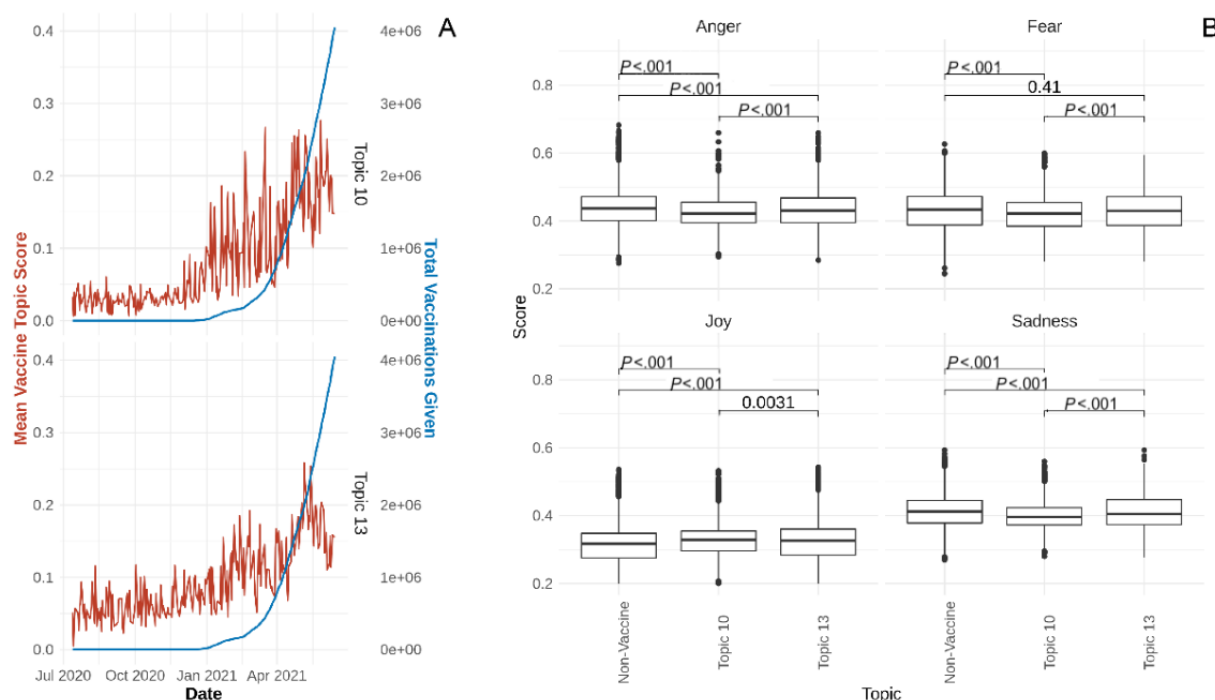 A
Mean Vaccine Topic Score
0.4
0.3
0.2
0.1
0.0
4e+06
3e+06
2e+06
1e+06
0e+00
Topic 10
0.4
0.3
0.2
0.1
0.0
4e+06
3e+06
2e+06
1e+06
0e+00
Topic 13
Total Vaccinations Given
Jul 2020 Oct 2020 Jan 2021 Apr 2021
Date
B
Score
Anger
0.8
0.6
0.4
0.2
P<.001
P<.001
P<.001
Fear
P<.001
0.41
P<.001
Joy
0.8
0.6
0.4
0.2
P<.001
P<.001
0.0031
Sadness
P<.001
P<.001
P<.001
Non-Vaccine
Topic 10
Topic 13
Non-Vaccine
Topic 10
Topic 13
Topic